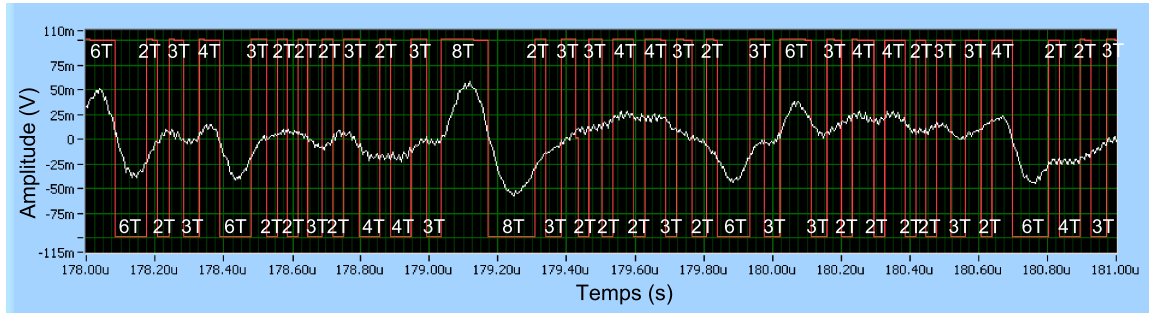 110m
6T 2T 3T 4T 3T 2T 2T 2T 3T 2T 3T 8T 2T 3T 2T 4T 4T 3T 2T 3T 6T 3T 4T 4T 2T 3T 3T 4T 2T 2T 3T
75m
50m
25m
0
-25m
-50m
-75m
6T 2T 3T 6T 2T 2T 3T 2T 4T 4T 3T 8T 3T 2T 2T 2T 3T 2T 6T 3T 3T 2T 2T 2T 2T 3T 2T 6T 4T 3T
-115m
Amplitude (V)
178.00u 178.20u 178.40u 178.60u 178.80u 179.00u 179.20u 179.40u 179.60u 179.80u 180.00u 180.20u 180.40u 180.60u 180.80u 181.00u
Temps (s)